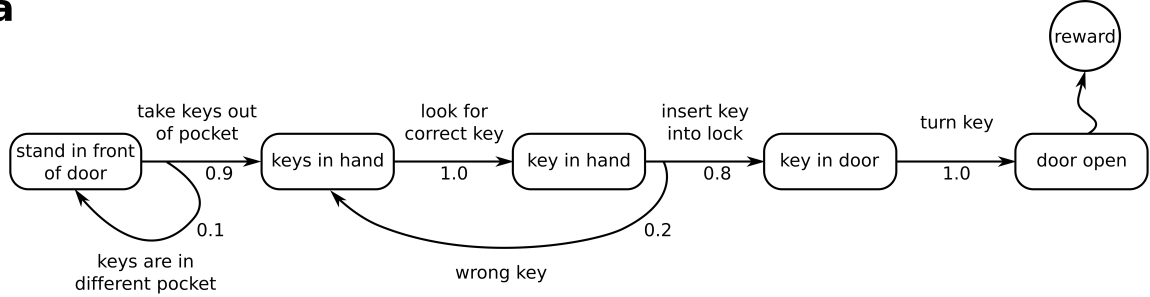 a
reward
take keys out
of pocket
look for
correct key
insert key
into lock
turn key
stand in front
of door
keys in hand
key in hand
key in door
door open
0.9
1.0
0.8
1.0
0.1
0.2
keys are in
different pocket
wrong key